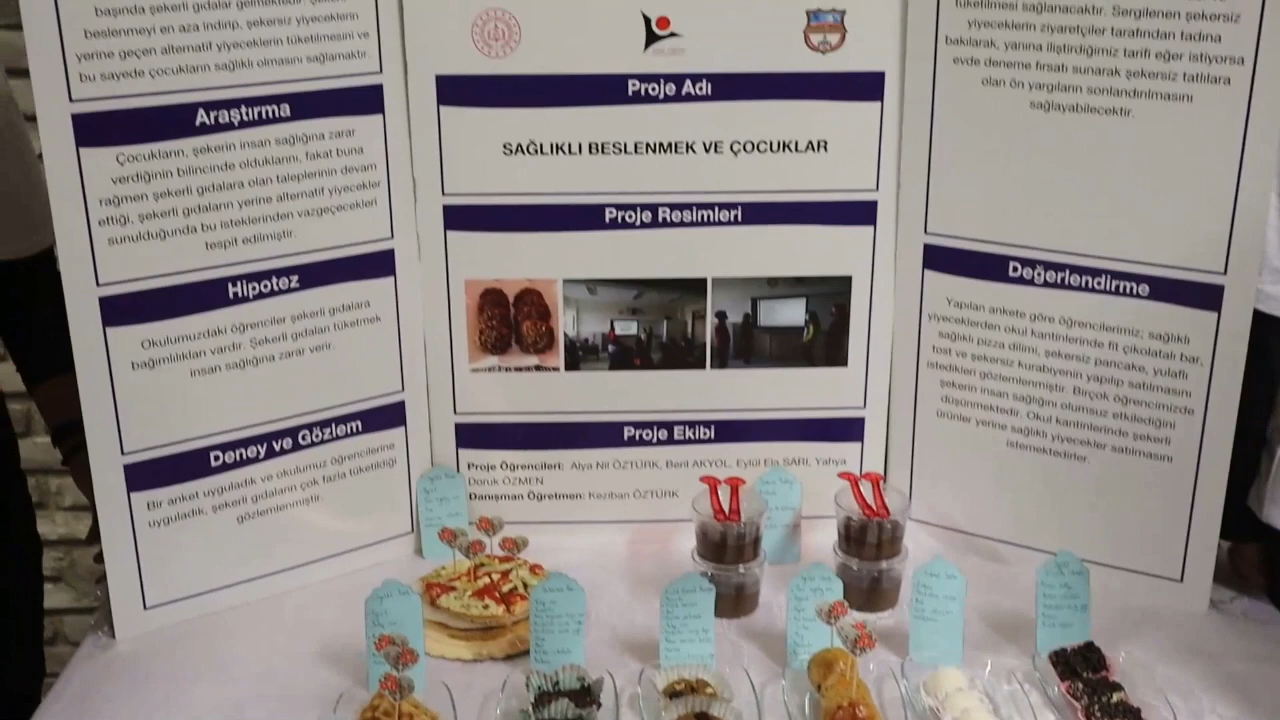 başında şekerli gıdalar gelmektedir.
beslenmeyi en aza indirip, şekersiz yiyeceklerin
yerine geçen alternatif yiyeceklerin tüketilmesini ve
bu sayede çocukların sağlıklı olmasını sağlamaktır.
Araştırma
Çocukların, şekerin insan sağlığına zarar
verdiğinin bilincinde olduklarını, fakat buna
rağmen şekerli gıdalara olan taleplerinin devam
ettiği, şekerli gıdaların yerine alternatif yiyecekler
sunulduğunda bu isteklerinden vazgeçecekleri
tespit edilmiştir.
Hipotez
Okulumuzdaki öğrenciler şekerli gıdalara
bağımlılıkları vardır. Şekerli gıdaları tüketmek
insan sağlığına zarar verir.
Deney ve Gözlem
Bir anket uyguladık ve okulumuz öğrencilerine
uyguladık, şekerli gıdaların çok fazla tüketildiği
gözlemlenmiştir.
Proje Adı
SAĞLIKLI BESLENMEK VE ÇOCUKLAR
Proje Resimleri
Proje Ekibi
Proje Öğrencileri: Alya Nil ÖZTÜRK, Beril AKYOL, Eylül Ela SARI, Yahya
Doruk ÖZMEN
Danışman Öğretmen: Keziban ÖZTÜRK
tüketilmesi sağlanacaktır. Sergilenen şekersiz
yiyeceklerin ziyaretçiler tarafından tadına
bakılarak, yanına iliştirdiğimiz tarifi eğer istiyorsa
evde deneme fırsatı sunarak şekersiz tatlılara
olan ön yargıların sonlandırılmasını
sağlayabilecektir.
Değerlendirme
Yapılan ankete göre öğrencilerimiz; sağlıklı
yiyeceklerden okul kantinlerinde fit çikolatalı bar,
sağlıklı pizza dilimi, şekersiz pancake, yulaflı
tost ve şekersiz kurabiyenin yapılıp satılmasını
istedikleri gözlemlenmiştir. Birçok öğrencimizde
şekerin insan sağlığını olumsuz etkilediğini
düşünmektedir. Okul kantinlerinde şekerli
ürünler yerine sağlıklı yiyecekler satılmasını
istemektedirler.